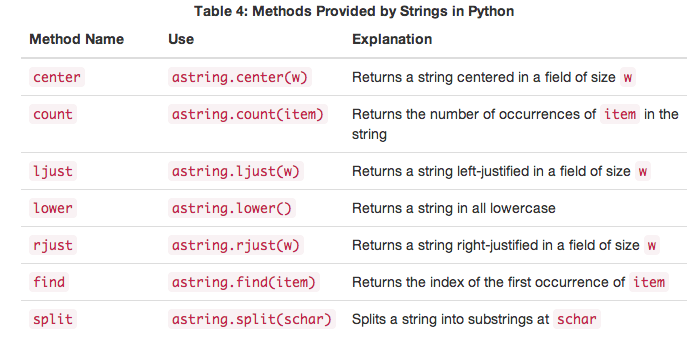 Table 4: Methods Provided by Strings in Python
Method Name Use Explanation
center astring.center(w) Returns a string centered in a field of size w
count astring.count(item) Returns the number of occurrences of item in the
string
ljust astring.ljust(w) Returns a string left-justified in a field of size w
lower astring.lower() Returns a string in all lowercase
rjust astring.rjust(w) Returns a string right-justified in a field of size w
find astring.find(item) Returns the index of the first occurrence of item
split astring.split(schar) Splits a string into substrings at schar